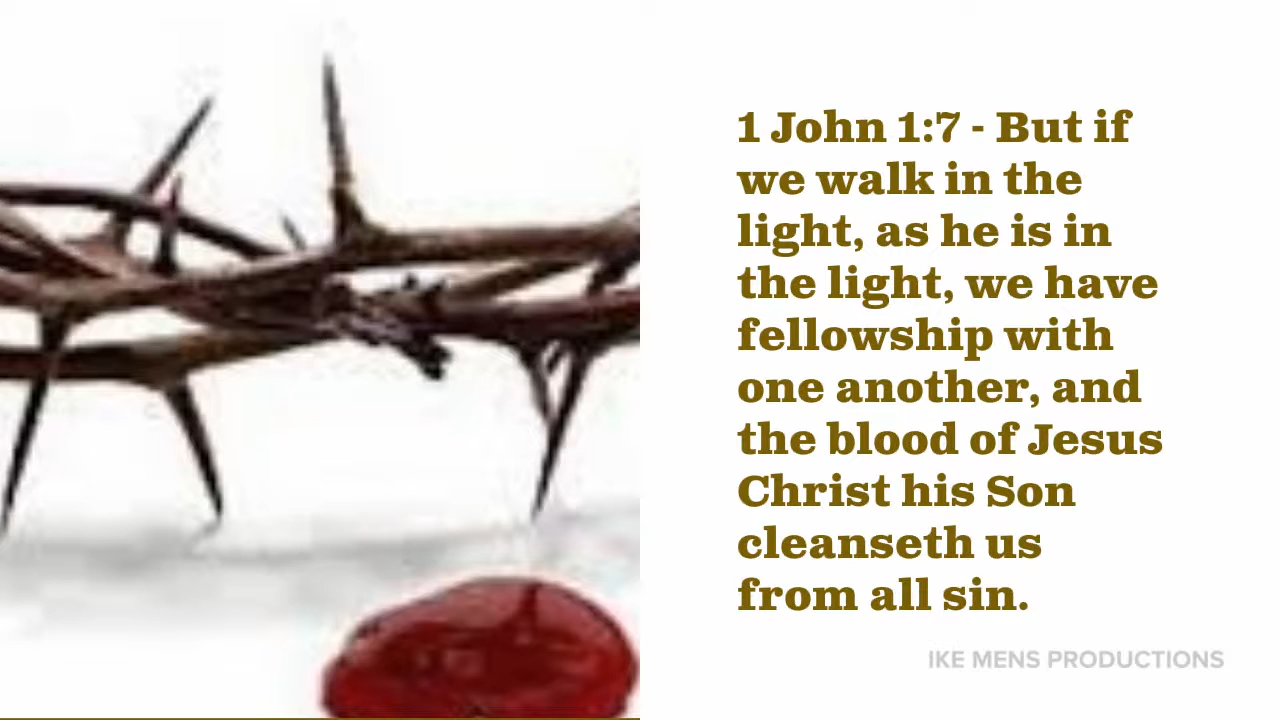 1 John 1:7 - But if
we walk in the
light, as he is in
the light, we have
fellowship with
one another, and
the blood of Jesus
Christ his Son
cleanseth us
from all sin.
IKE MENS PRODUCTIONS